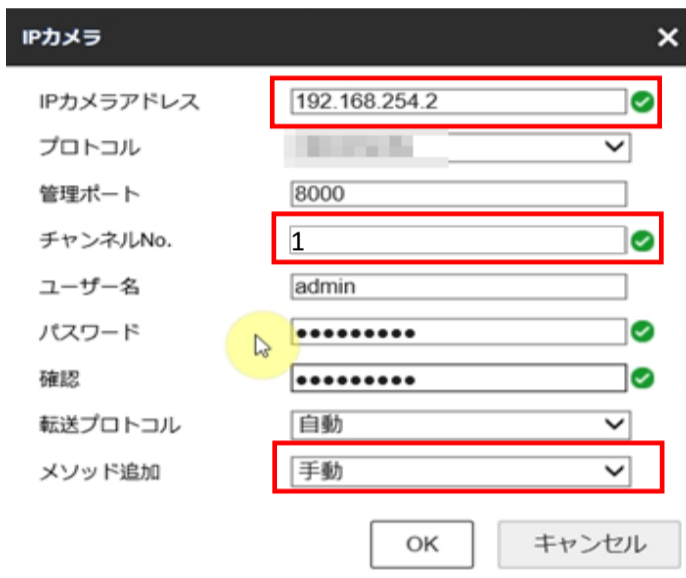 IPカメラ
IPカメラアドレス 192.168.254.2
プロトコル
管理ポート 8000
チャンネルNo. 1
ユーザー名 admin
パスワード ●●●●●●●●●
確認 ●●●●●●●●●
転送プロトコル 自動
メソッド追加 手動
OK キャンセル